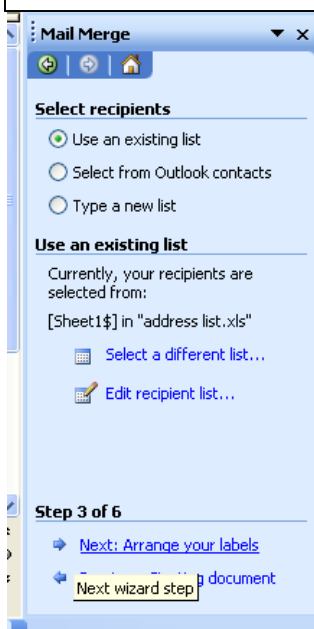 Mail Merge
Select recipients
Use an existing list
Select from Outlook contacts
Type a new list
Use an existing list
Currently, your recipients are
selected from:
[Sheet1$] in "address list.xls"
Select a different list...
Edit recipient list...
Step 3 of 6
Next: Arrange your labels
document
Next wizard step